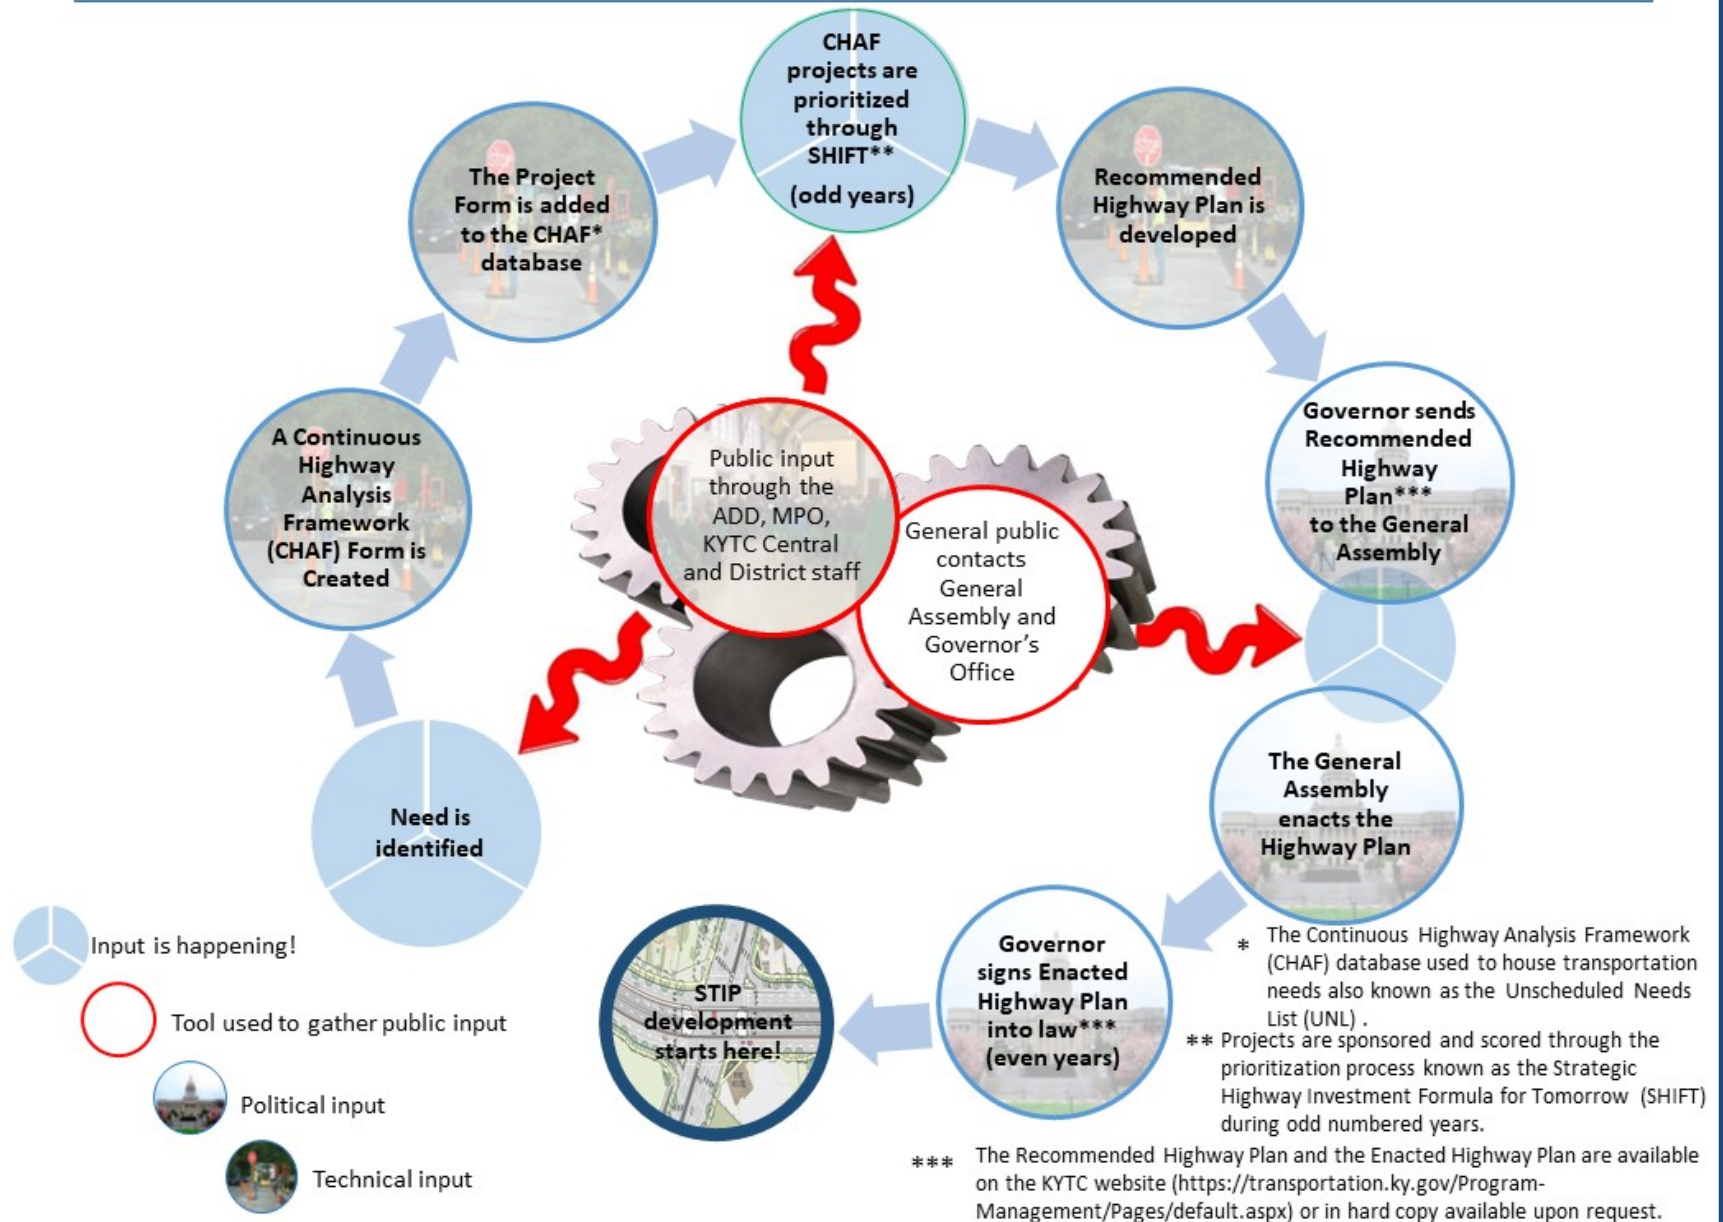 CHAF
projects are
prioritized
through
SHIFT**
(odd years)
The Project
Form is added
to the CHAF*
database
Recommended
Highway Plan is
developed
A Continuous
Highway
Analysis
Framework
(CHAF) Form is
Created
Governor sends
Recommended
Highway
Plan***
to the General
Assembly
Public input
through the
ADD, MPO,
KYTC Central
and District staff
General public
contacts
General
Assembly and
Governor’s
Office
Need is
identified
The General
Assembly
enacts the
Highway Plan
Governor
signs Enacted
Highway Plan
into law***
(even years)
STIP
development
starts here!
Input is happening!
Tool used to gather public input
Political input
Technical input
* The Continuous Highway Analysis Framework
(CHAF) database used to house transportation
needs also known as the Unscheduled Needs
List (UNL) .
** Projects are sponsored and scored through the
prioritization process known as the Strategic
Highway Investment Formula for Tomorrow (SHIFT)
during odd numbered years.
*** The Recommended Highway Plan and the Enacted Highway Plan are available
on the KYTC website (https://transportation.ky.gov/Program-
Management/Pages/default.aspx) or in hard copy available upon request.
STOP
STOP
N